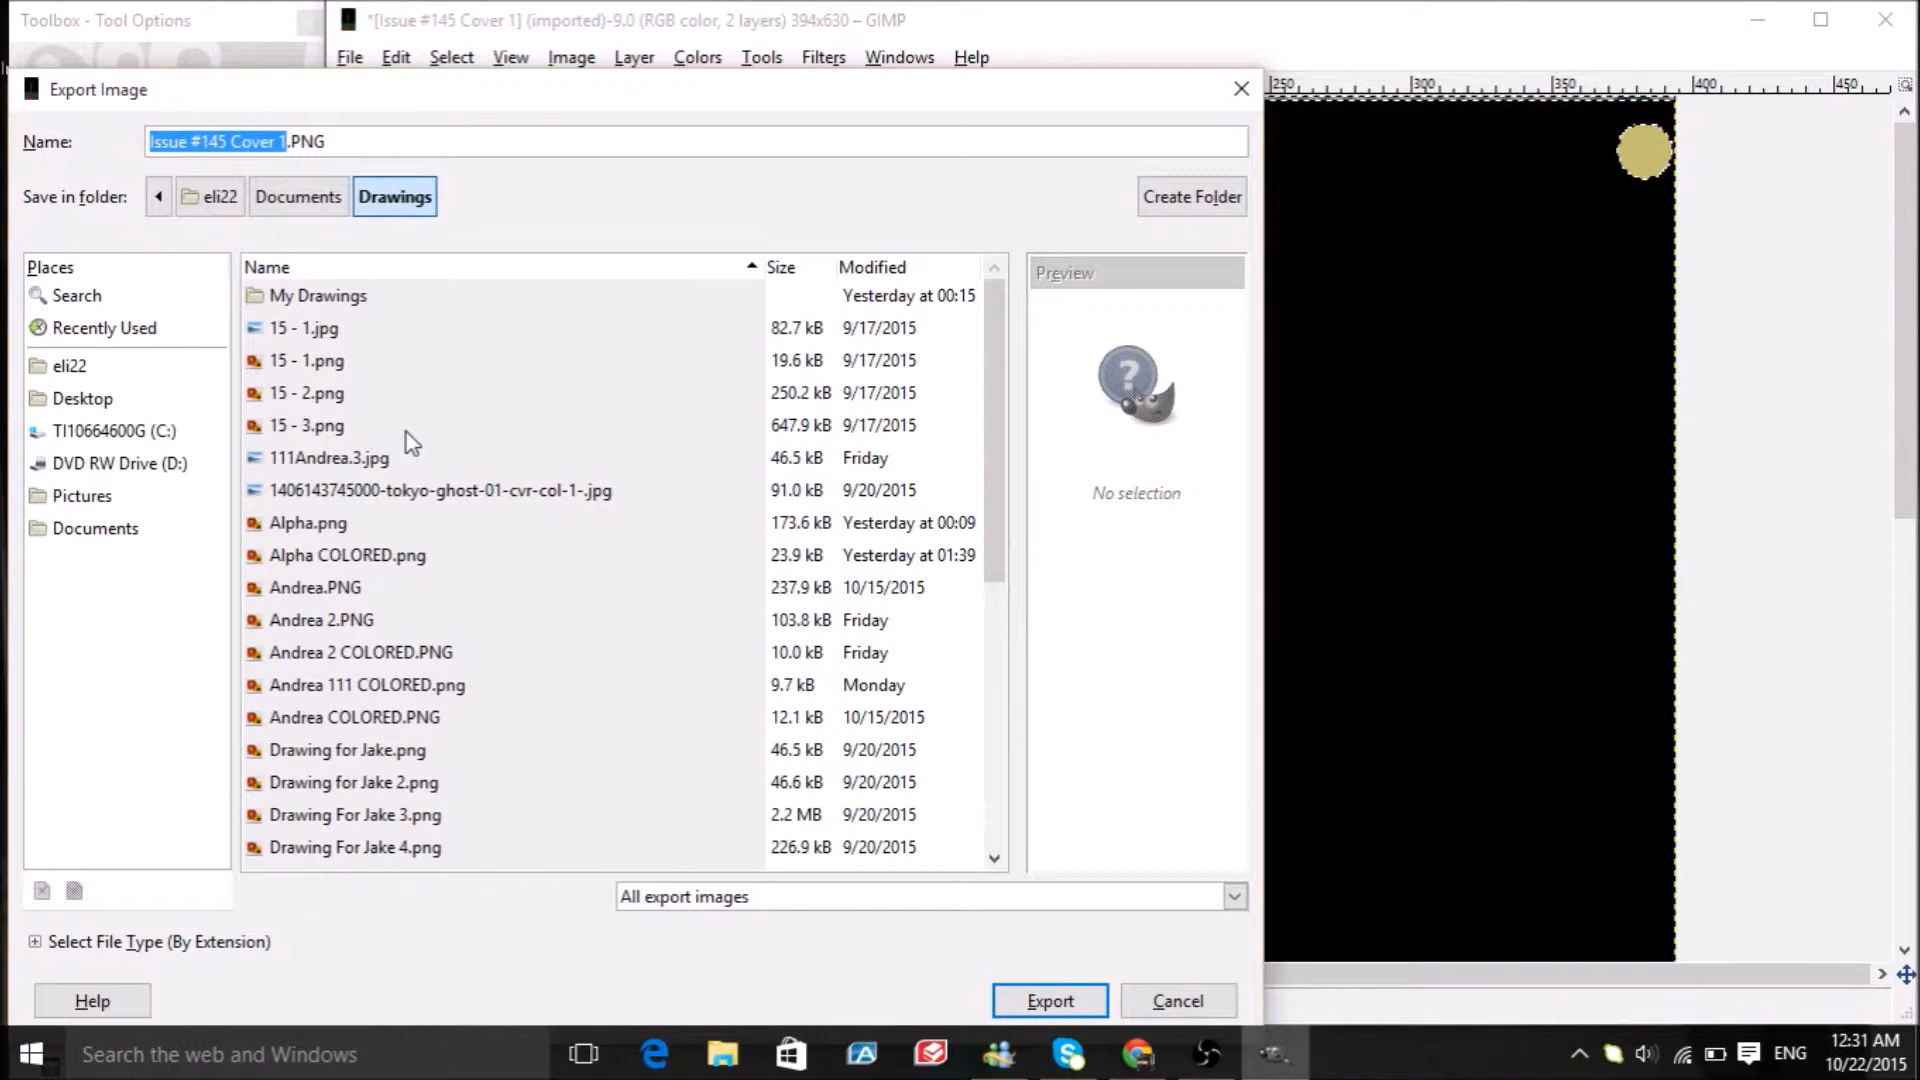 Toolbox - Tool Options
*[Issue #145 Cover 1] (imported)-9.0 (RGB color, 2 layers) 394x630 – GIMP
File Edit Select View Image Layer Colors Tools Filters Windows Help
Export Image
250 300 350 400 450
Name: Issue #145 Cover 1.PNG
Save in folder: eli22 Documents Drawings Create Folder
Places
Search
Recently Used
eli22
Desktop
TI10664600G (C:)
DVD RW Drive (D:)
Pictures
Documents
Name Size Modified
My Drawings Yesterday at 00:15
15 - 1.jpg 82.7 kB 9/17/2015
15 - 1.png 19.6 kB 9/17/2015
15 - 2.png 250.2 kB 9/17/2015
15 - 3.png 647.9 kB 9/17/2015
111Andrea.3.jpg 46.5 kB Friday
1406143745000-tokyo-ghost-01-cvr-col-1-.jpg 91.0 kB 9/20/2015
Alpha.png 173.6 kB Yesterday at 00:09
Alpha COLORED.png 23.9 kB Yesterday at 01:39
Andrea.PNG 237.9 kB 10/15/2015
Andrea 2.PNG 103.8 kB Friday
Andrea 2 COLORED.PNG 10.0 kB Friday
Andrea 111 COLORED.png 9.7 kB Monday
Andrea COLORED.PNG 12.1 kB 10/15/2015
Drawing for Jake.png 46.5 kB 9/20/2015
Drawing for Jake 2.png 46.6 kB 9/20/2015
Drawing For Jake 3.png 2.2 MB 9/20/2015
Drawing For Jake 4.png 226.9 kB 9/20/2015
Preview
?
No selection
All export images
Select File Type (By Extension)
Help Export Cancel
Search the web and Windows
ENG
12:31 AM
10/22/2015